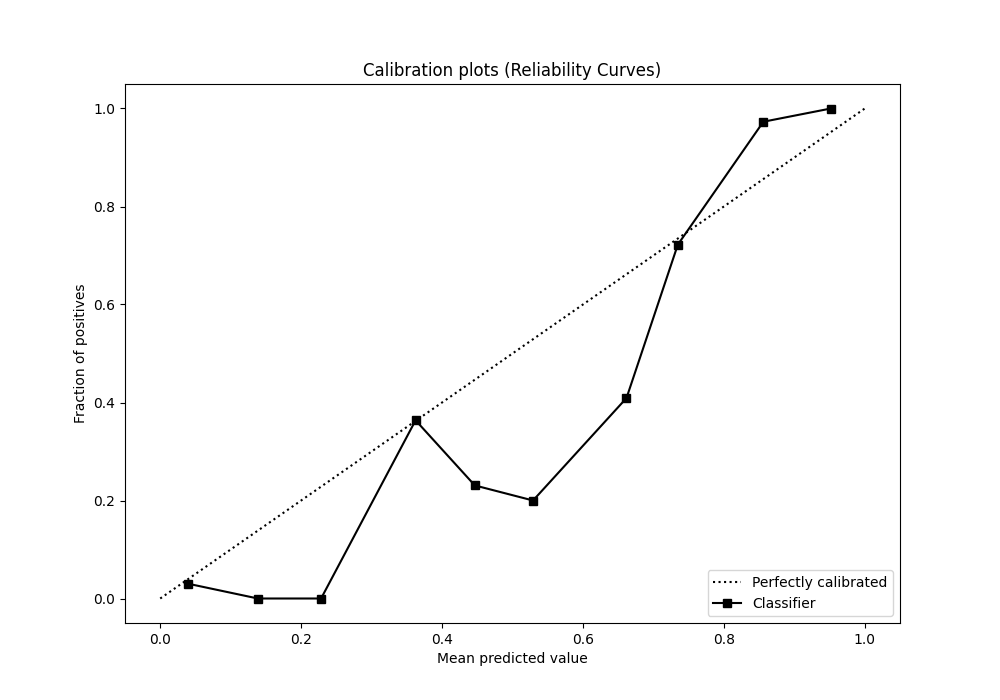 Calibration plots (Reliability Curves)
1.0
0.8
0.6
0.4
0.2
0.0
Fraction of positives
0.0 0.2 0.4 0.6 0.8 1.0
Mean predicted value
Perfectly calibrated
Classifier